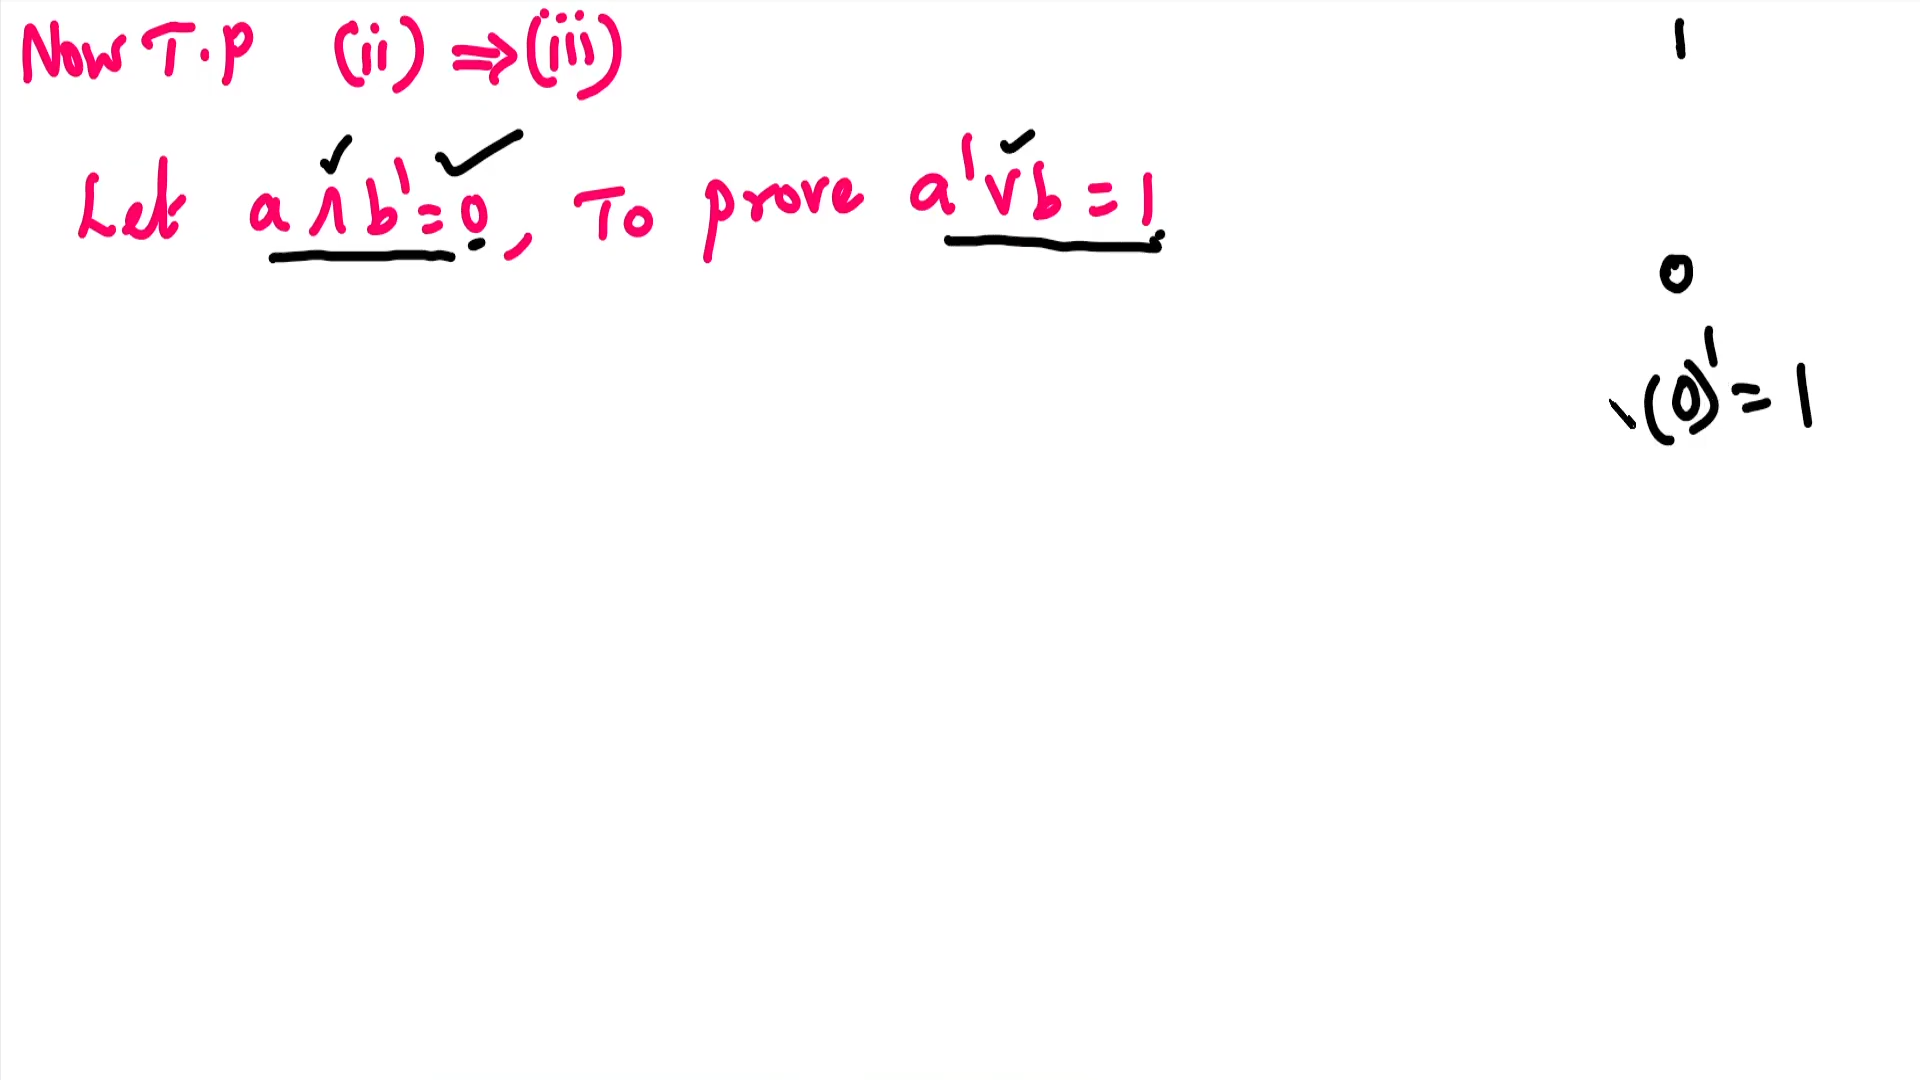 Now T.P (ii) ⇒ (iii)
Let a ∧ b' = 0, To prove a' ∨ b = 1
1
0
(0)' = 1